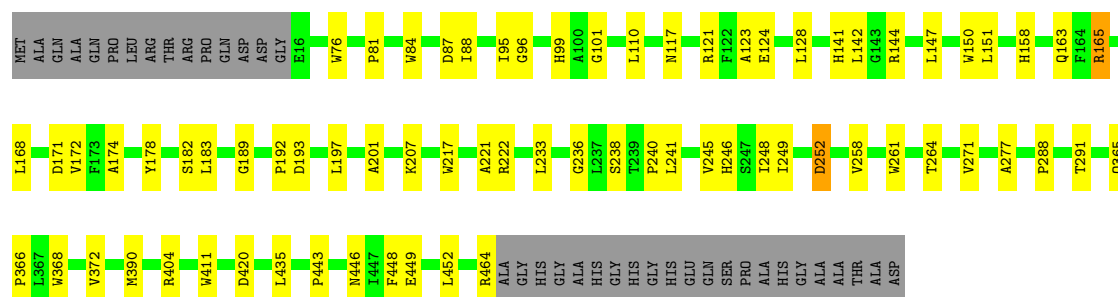 MET ALA GLN ALA ALA GLN PRO LEU ARG THR ARG PRO GLN ASP ASP GLY E16 W76 P81 W84 D87 I88 I95 G96 H99 A100 G101 L110 N117 R121 F122 A123 E124 L128 H141 L142 G143 R144 L147 W150 L151 H158 Q163 F164 R165
L168 D171 V172 F173 A174 Y178 S182 L183 G189 P192 D193 L197 A201 K207 W217 A221 R222 L233 G236 L237 S238 T239 P240 L241 V245 H246 S247 I248 I249 D252 V258 W261 T264 V271 A277 P288 T291
P366 L367 W368 V372 M390 R404 W411 D420 L435 P443 N446 I447 F448 E449 L452 R464 ALA GLY HIS GLY ALA HIS GLY HIS GLY HIS GLU GLN SER PRO ALA HIS GLY ALA ALA THR ALA ASP